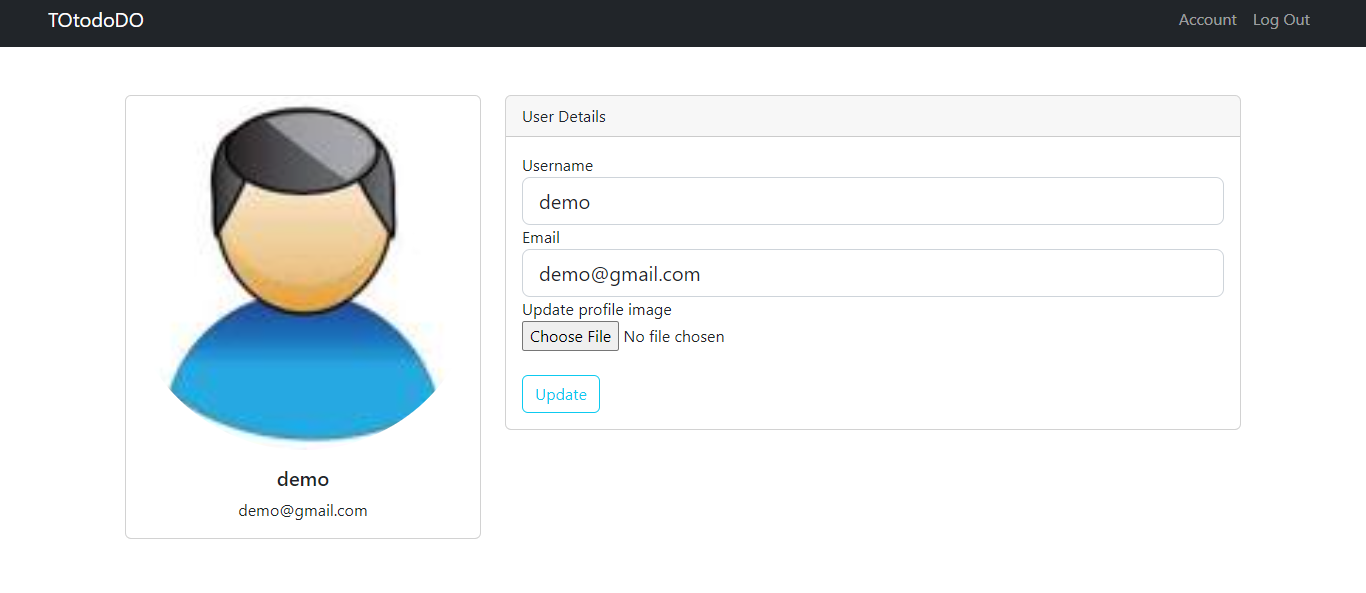 TOtodoDO
Account Log Out
demo
demo@gmail.com
User Details
Username
demo
Email
demo@gmail.com
Update profile image
Choose File No file chosen
Update